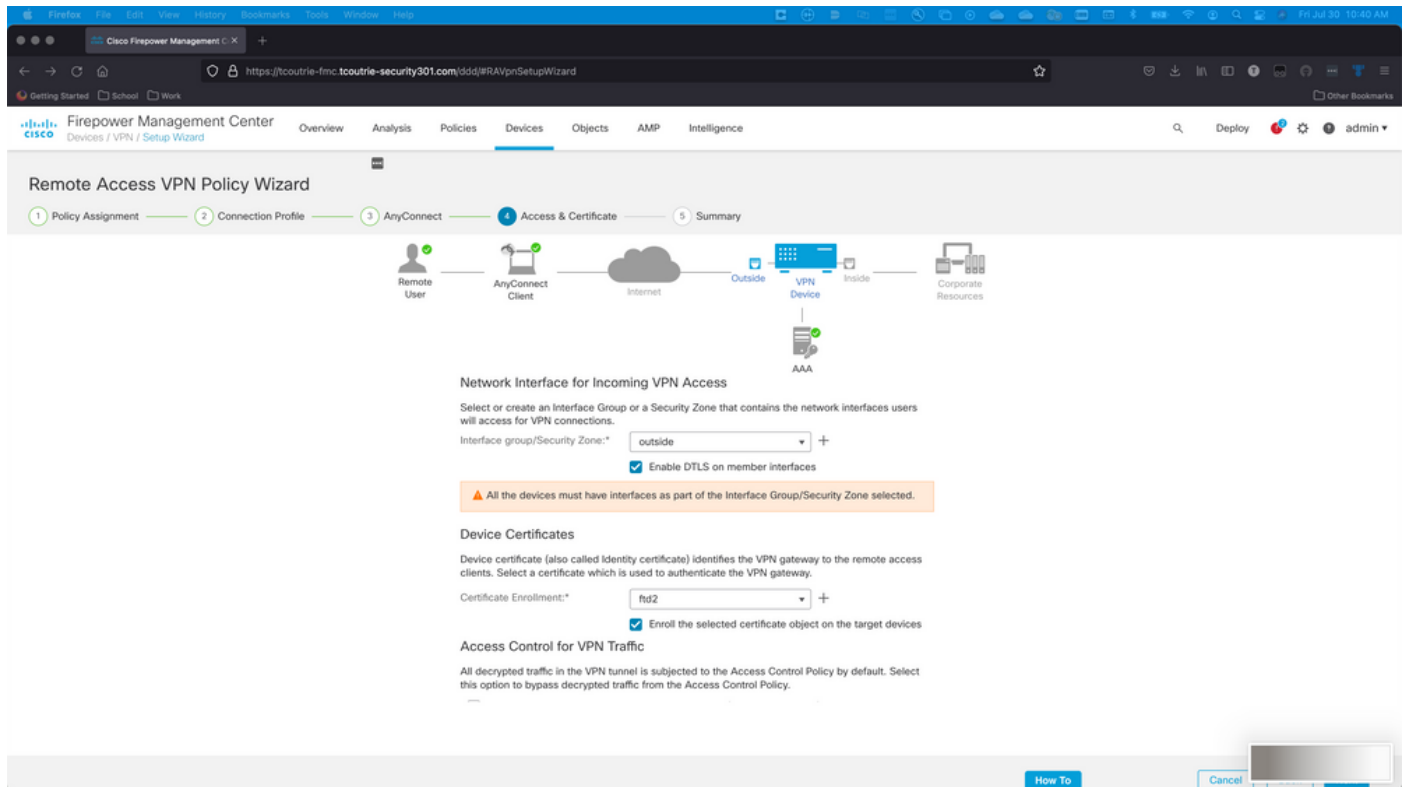 Firefox File Edit View History Bookmarks Tools Window Help Fri Jul 30 10:40 AM
Cisco Firepower Management C
https://tcoutrie-fmc.tcoutrie-security301.com/ddd/#RAVpnSetupWizard
Getting Started School Work Other Bookmarks
CISCO Firepower Management Center Overview Analysis Policies Devices Objects AMP Intelligence Deploy admin
Devices / VPN / Setup Wizard
Remote Access VPN Policy Wizard
1 Policy Assignment 2 Connection Profile 3 AnyConnect 4 Access & Certificate 5 Summary
Remote User
AnyConnect Client
Internet
Outside
VPN Device
Inside
Corporate Resources
AAA
Network Interface for Incoming VPN Access
Select or create an Interface Group or a Security Zone that contains the network interfaces users
will access for VPN connections.
Interface group/Security Zone:* outside
Enable DTLS on member interfaces
All the devices must have interfaces as part of the Interface Group/Security Zone selected.
Device Certificates
Device certificate (also called Identity certificate) identifies the VPN gateway to the remote access
clients. Select a certificate which is used to authenticate the VPN gateway.
Certificate Enrollment:* ftd2
Enroll the selected certificate object on the target devices
Access Control for VPN Traffic
All decrypted traffic in the VPN tunnel is subjected to the Access Control Policy by default. Select
this option to bypass decrypted traffic from the Access Control Policy.
How To Cancel